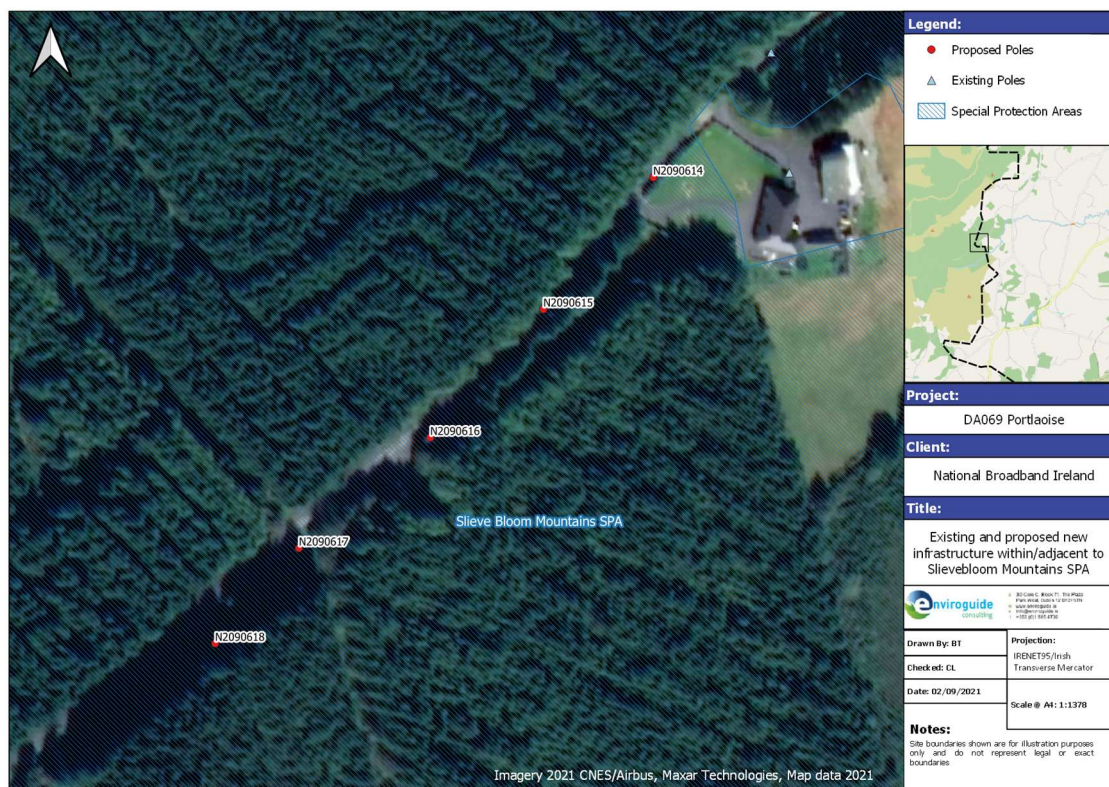 Legend:
Proposed Poles
Existing Poles
Special Protection Areas
N2090614
N2090615
N2090616
N2090617
N2090618
Slieve Bloom Mountains SPA
Imagery 2021 CNES/Airbus, Maxar Technologies, Map data 2021
Project:
DA069 Portlaoise
Client:
National Broadband Ireland
Title:
Existing and proposed new
infrastructure within/adjacent to
Slievebloom Mountains SPA
enviroguide
consulting
Drawn By: BT
Checked: CL
Date: 02/09/2021
Projection:
IRENET95/Irish
Transverse Mercator
Scale @ A4: 1:1378
Notes:
Site boundaries shown are for illustration purposes
only and do not represent legal or exact
boundaries